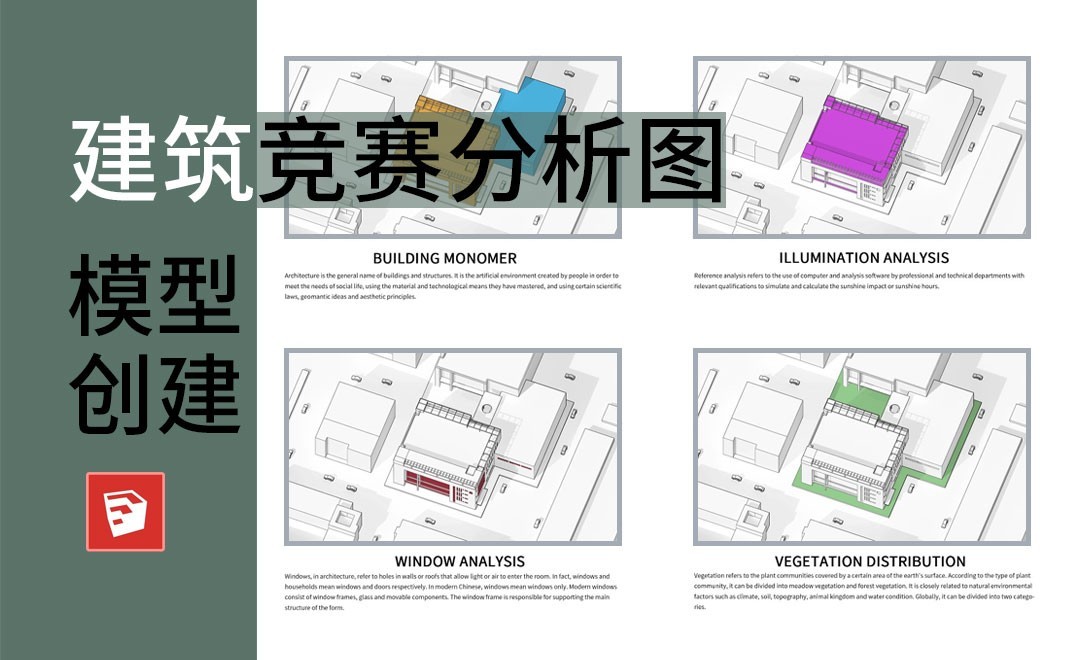 建筑竞赛分析图
模型
创建
BUILDING MONOMER
Architecture is the general name of buildings and structures. It is the artificial environment created by people in order to
meet the needs of social life, using the material and technological means they have mastered, and using certain scientific
laws, geomantic ideas and aesthetic principles.
ILLUMINATION ANALYSIS
Reference analysis refers to the use of computer and analysis software by professional and technical departments with
relevant qualifications to simulate and calculate the sunshine impact or sunshine hours.
WINDOW ANALYSIS
Windows, in architecture, refer to holes in walls or roofs that allow light or air to enter the room. In fact, windows and
households mean windows and doors respectively. In modern Chinese, windows mean windows only. Modern windows
consist of window frames, glass and movable components. The window frame is responsible for supporting the main
structure of the form.
VEGETATION DISTRIBUTION
Vegetation refers to the plant communities covered by a certain area of the earth's surface. According to the type of plant
community, it can be divided into meadow vegetation and forest vegetation. It is closely related to natural environmental
factors such as climate, soil, topography, animal kingdom and water condition. Globally, it can be divided into two catego-
ries.